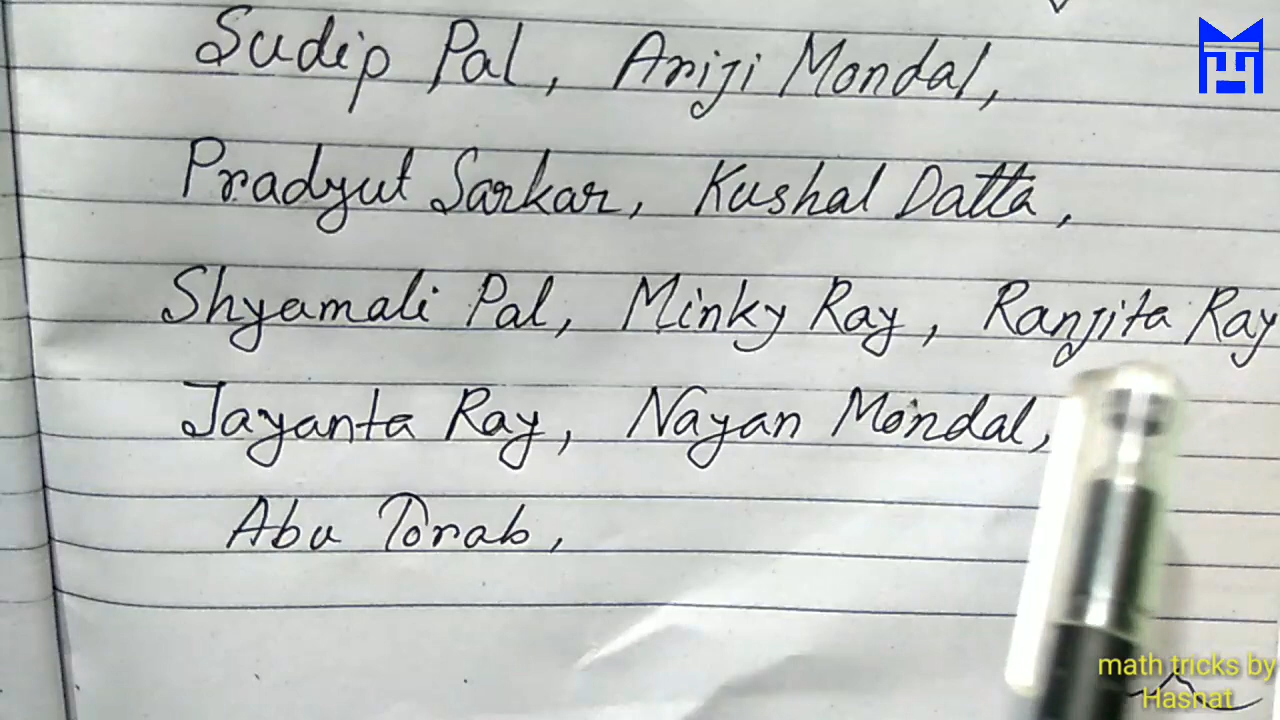 Sudip Pal, Ariji Mondal,
Pradyut Sarkar, Kushal Datta,
Shyamali Pal, Minky Ray, Ranjita Ray
Jayanta Ray, Nayan Mondal,
Abu Torab,
math tricks by
Hasnat